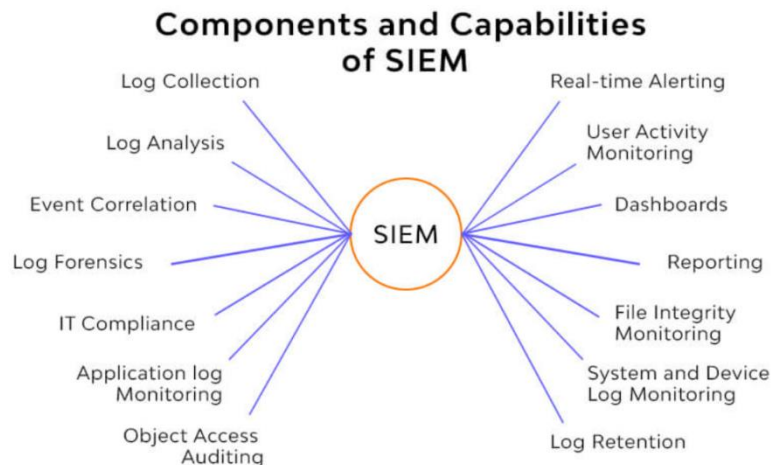 Components and Capabilities
of SIEM
Log Collection
Log Analysis
Event Correlation
Log Forensics
IT Compliance
Application log
Monitoring
Object Access
Auditing
SIEM
Real-time Alerting
User Activity
Monitoring
Dashboards
Reporting
File Integrity
Monitoring
System and Device
Log Monitoring
Log Retention